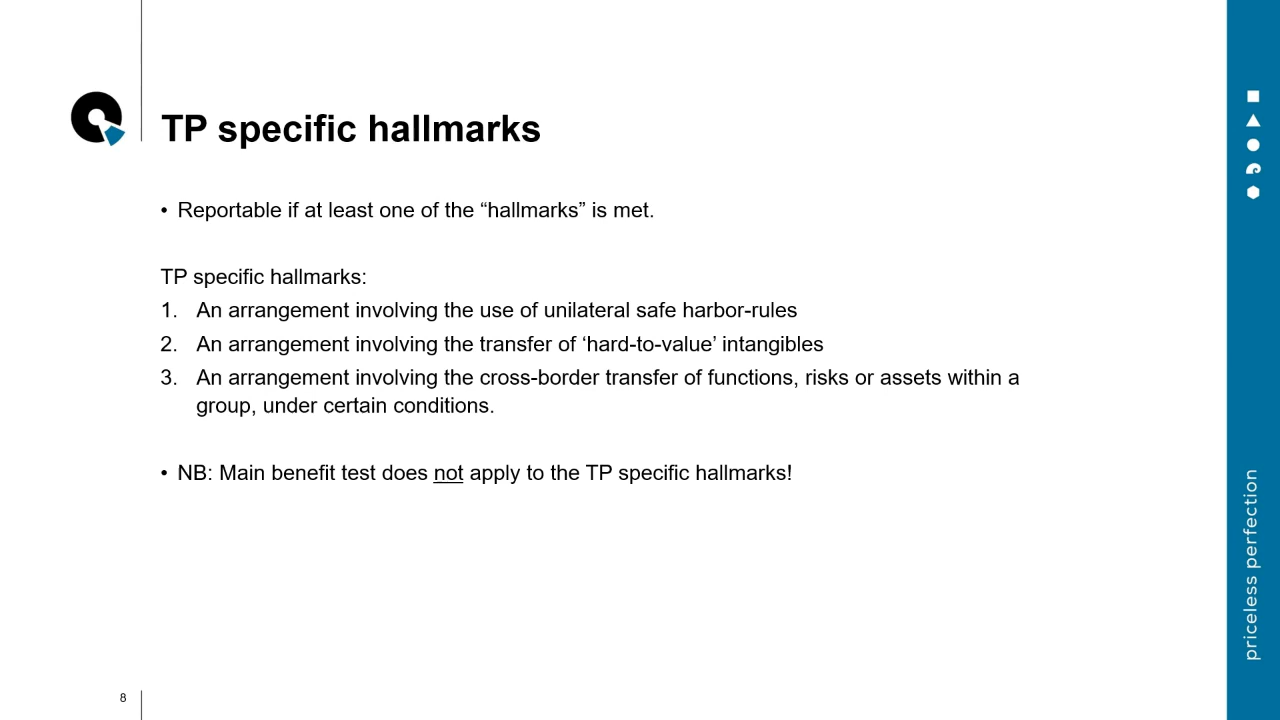 TP specific hallmarks
• Reportable if at least one of the “hallmarks” is met.
TP specific hallmarks:
1. An arrangement involving the use of unilateral safe harbor-rules
2. An arrangement involving the transfer of ‘hard-to-value’ intangibles
3. An arrangement involving the cross-border transfer of functions, risks or assets within a
group, under certain conditions.
• NB: Main benefit test does not apply to the TP specific hallmarks!
priceless perfection
8